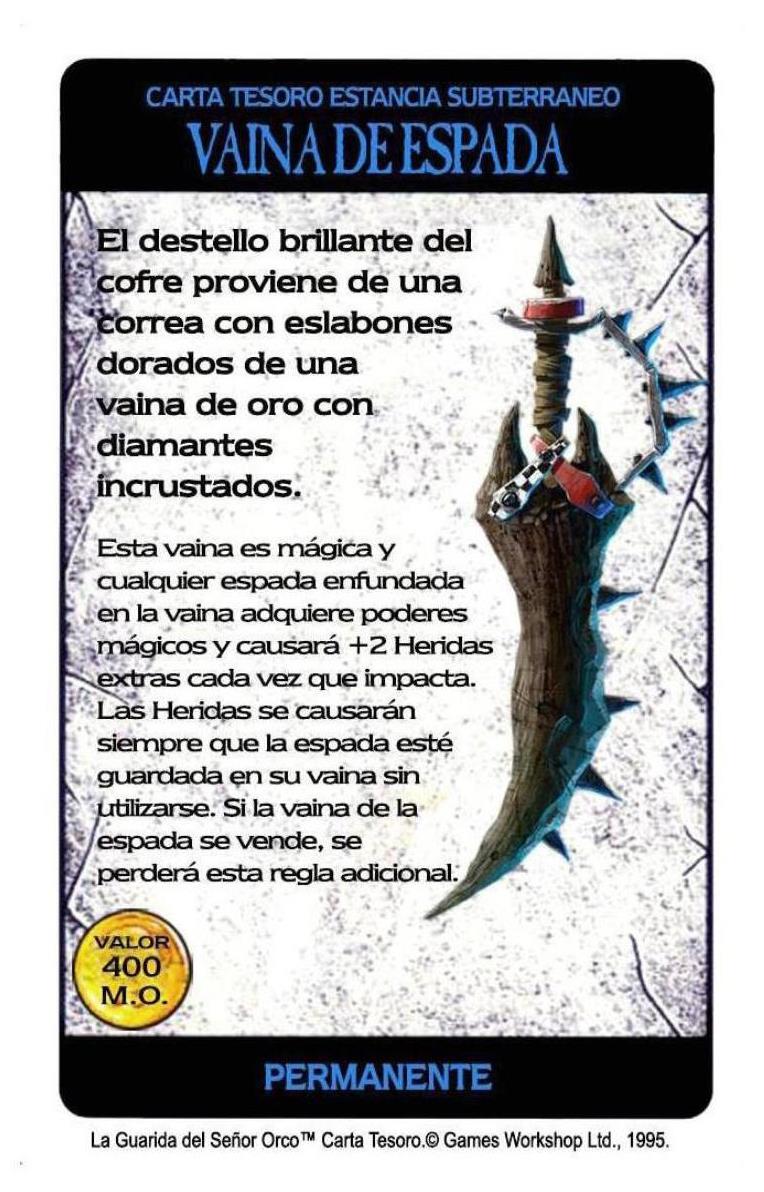 CARTA TESORO ESTANCIA SUBTERRANEO
VAINA DE ESPADA
El destello brillante del
cofre proviene de una
correa con eslabones
dorados de una
vaina de oro con
diamantes
incrustados.
Esta vaina es mágica y
cualquier espada enfundada
en la vaina adquiere poderes
mágicos y causará +2 Heridas
extras cada vez que impacta.
Las Heridas se causarán
siempre que la espada esté
guardada en su vaina sin
utilizarse. Si la vaina de la
espada se vende, se
perderá esta regla adicional.
VALOR
400
M.O.
PERMANENTE
La Guarida del Señor Orco™ Carta Tesoro.© Games Workshop Ltd., 1995.